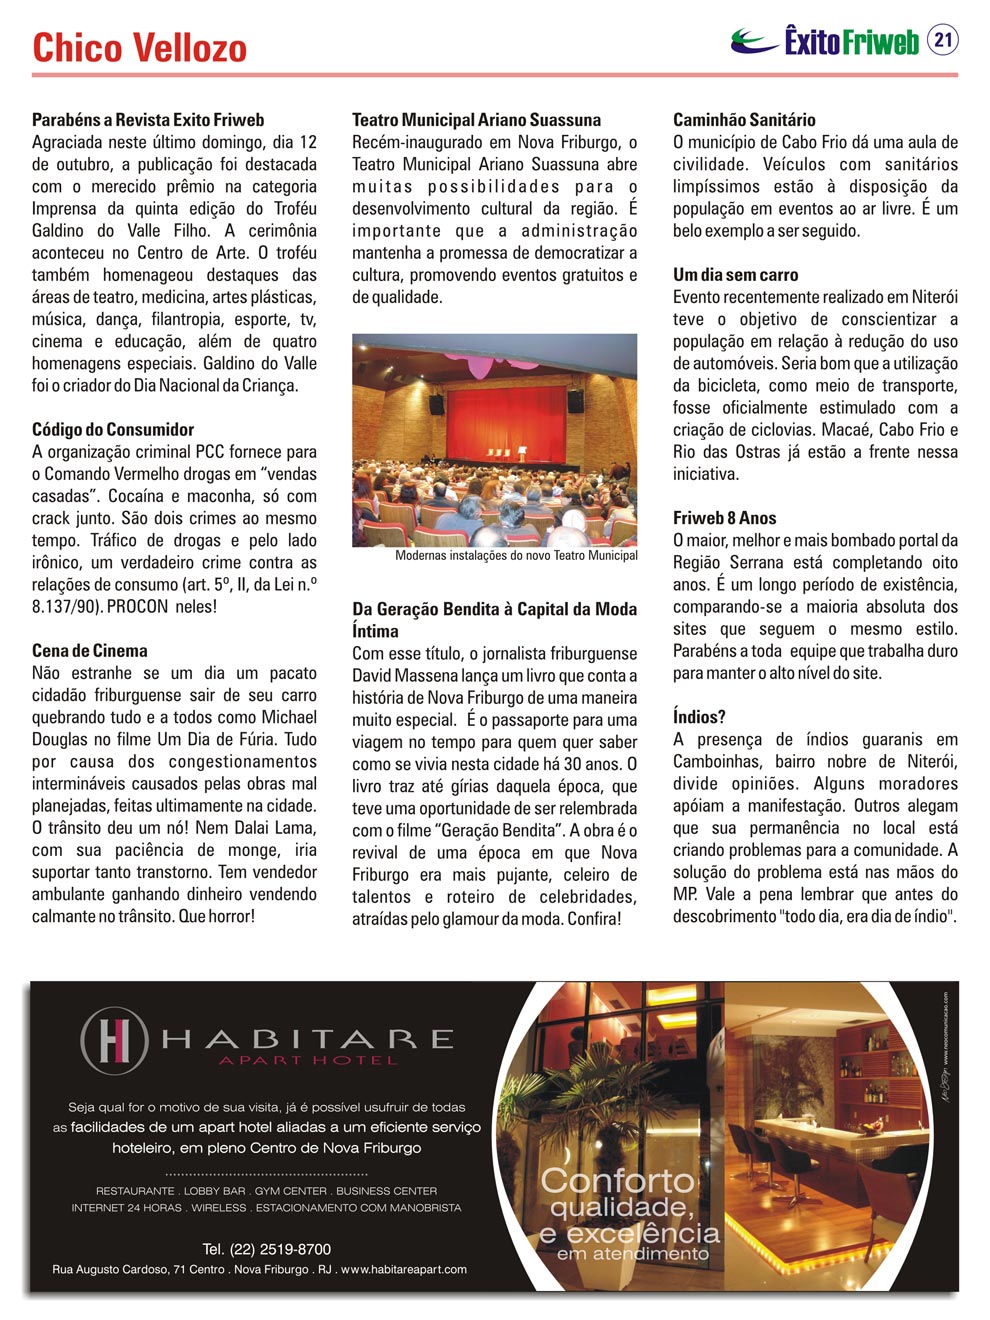 Chico Vellozo
ÊxitoFriweb 21
Parabéns a Revista Exito Friweb
Agraciada neste último domingo, dia 12
de outubro, a publicação foi destacada
com o merecido prêmio na categoria
Imprensa da quinta edição do Troféu
Galdino do Valle Filho. A cerimônia
aconteceu no Centro de Arte. O troféu
também homenageou destaques das
áreas de teatro, medicina, artes plásticas,
música, dança, filantropia, esporte, tv,
cinema e educação, além de quatro
homenagens especiais. Galdino do Valle
foi o criador do Dia Nacional da Criança.
Código do Consumidor
A organização criminal PCC fornece para
o Comando Vermelho drogas em “vendas
casadas”. Cocaína e maconha, só com
crack junto. São dois crimes ao mesmo
tempo. Tráfico de drogas e pelo lado
irônico, um verdadeiro crime contra as
relações de consumo (art. 5º, II, da Lei n.º
8.137/90). PROCON neles!
Cena de Cinema
Não estranhe se um dia um pacato
cidadão friburguense sair de seu carro
quebrando tudo e a todos como Michael
Douglas no filme Um Dia de Fúria. Tudo
por causa dos congestionamentos
intermináveis causados pelas obras mal
planejadas, feitas ultimamente na cidade.
O trânsito deu um nó! Nem Dalai Lama,
com sua paciência de monge, iria
suportar tanto transtorno. Tem vendedor
ambulante ganhando dinheiro vendendo
calmante no trânsito. Que horror!
Teatro Municipal Ariano Suassuna
Recém-inaugurado em Nova Friburgo, o
Teatro Municipal Ariano Suassuna abre
muitas possibilidades para o
desenvolvimento cultural da região. É
importante que a administração
mantenha a promessa de democratizar a
cultura, promovendo eventos gratuitos e
de qualidade.
Modernas instalações do novo Teatro Municipal
Da Geração Bendita à Capital da Moda
Íntima
Com esse título, o jornalista friburguense
David Massena lança um livro que conta a
história de Nova Friburgo de uma maneira
muito especial. É o passaporte para uma
viagem no tempo para quem quer saber
como se vivia nesta cidade há 30 anos. O
livro traz até gírias daquela época, que
teve uma oportunidade de ser relembrada
com o filme “Geração Bendita”. A obra é o
revival de uma época em que Nova
Friburgo era mais pujante, celeiro de
talentos e roteiro de celebridades,
atraídas pelo glamour da moda. Confira!
Caminhão Sanitário
O município de Cabo Frio dá uma aula de
civilidade. Veículos com sanitários
limpíssimos estão à disposição da
população em eventos ao ar livre. É um
belo exemplo a ser seguido.
Um dia sem carro
Evento recentemente realizado em Niterói
teve o objetivo de conscientizar a
população em relação à redução do uso
de automóveis. Seria bom que a utilização
da bicicleta, como meio de transporte,
fosse oficialmente estimulado com a
criação de ciclovias. Macaé, Cabo Frio e
Rio das Ostras já estão a frente nessa
iniciativa.
Friweb 8 Anos
O maior, melhor e mais bombado portal da
Região Serrana está completando oito
anos. É um longo período de existência,
comparando-se a maioria absoluta dos
sites que seguem o mesmo estilo.
Parabéns a toda equipe que trabalha duro
para manter o alto nível do site.
Índios?
A presença de índios guaranis em
Camboinhas, bairro nobre de Niterói,
divide opiniões. Alguns moradores
apóiam a manifestação. Outros alegam
que sua permanência no local está
criando problemas para a comunidade. A
solução do problema está nas mãos do
MP. Vale a pena lembrar que antes do
descobrimento "todo dia, era dia de índio".
H HABITARE
APART HOTEL
Seja qual for o motivo de sua visita, já é possível usufruir de todas
as facilidades de um apart hotel aliadas a um eficiente serviço
hoteleiro, em pleno Centro de Nova Friburgo
RESTAURANTE . LOBBY BAR . GYM CENTER . BUSINESS CENTER
INTERNET 24 HORAS . WIRELESS . ESTACIONAMENTO COM MANOBRISTA
Tel. (22) 2519-8700
Rua Augusto Cardoso, 71 Centro . Nova Friburgo . RJ . www.habitareapart.com
Conforto
qualidade,
e excelência
em atendimento
www.neocomunicacao.com